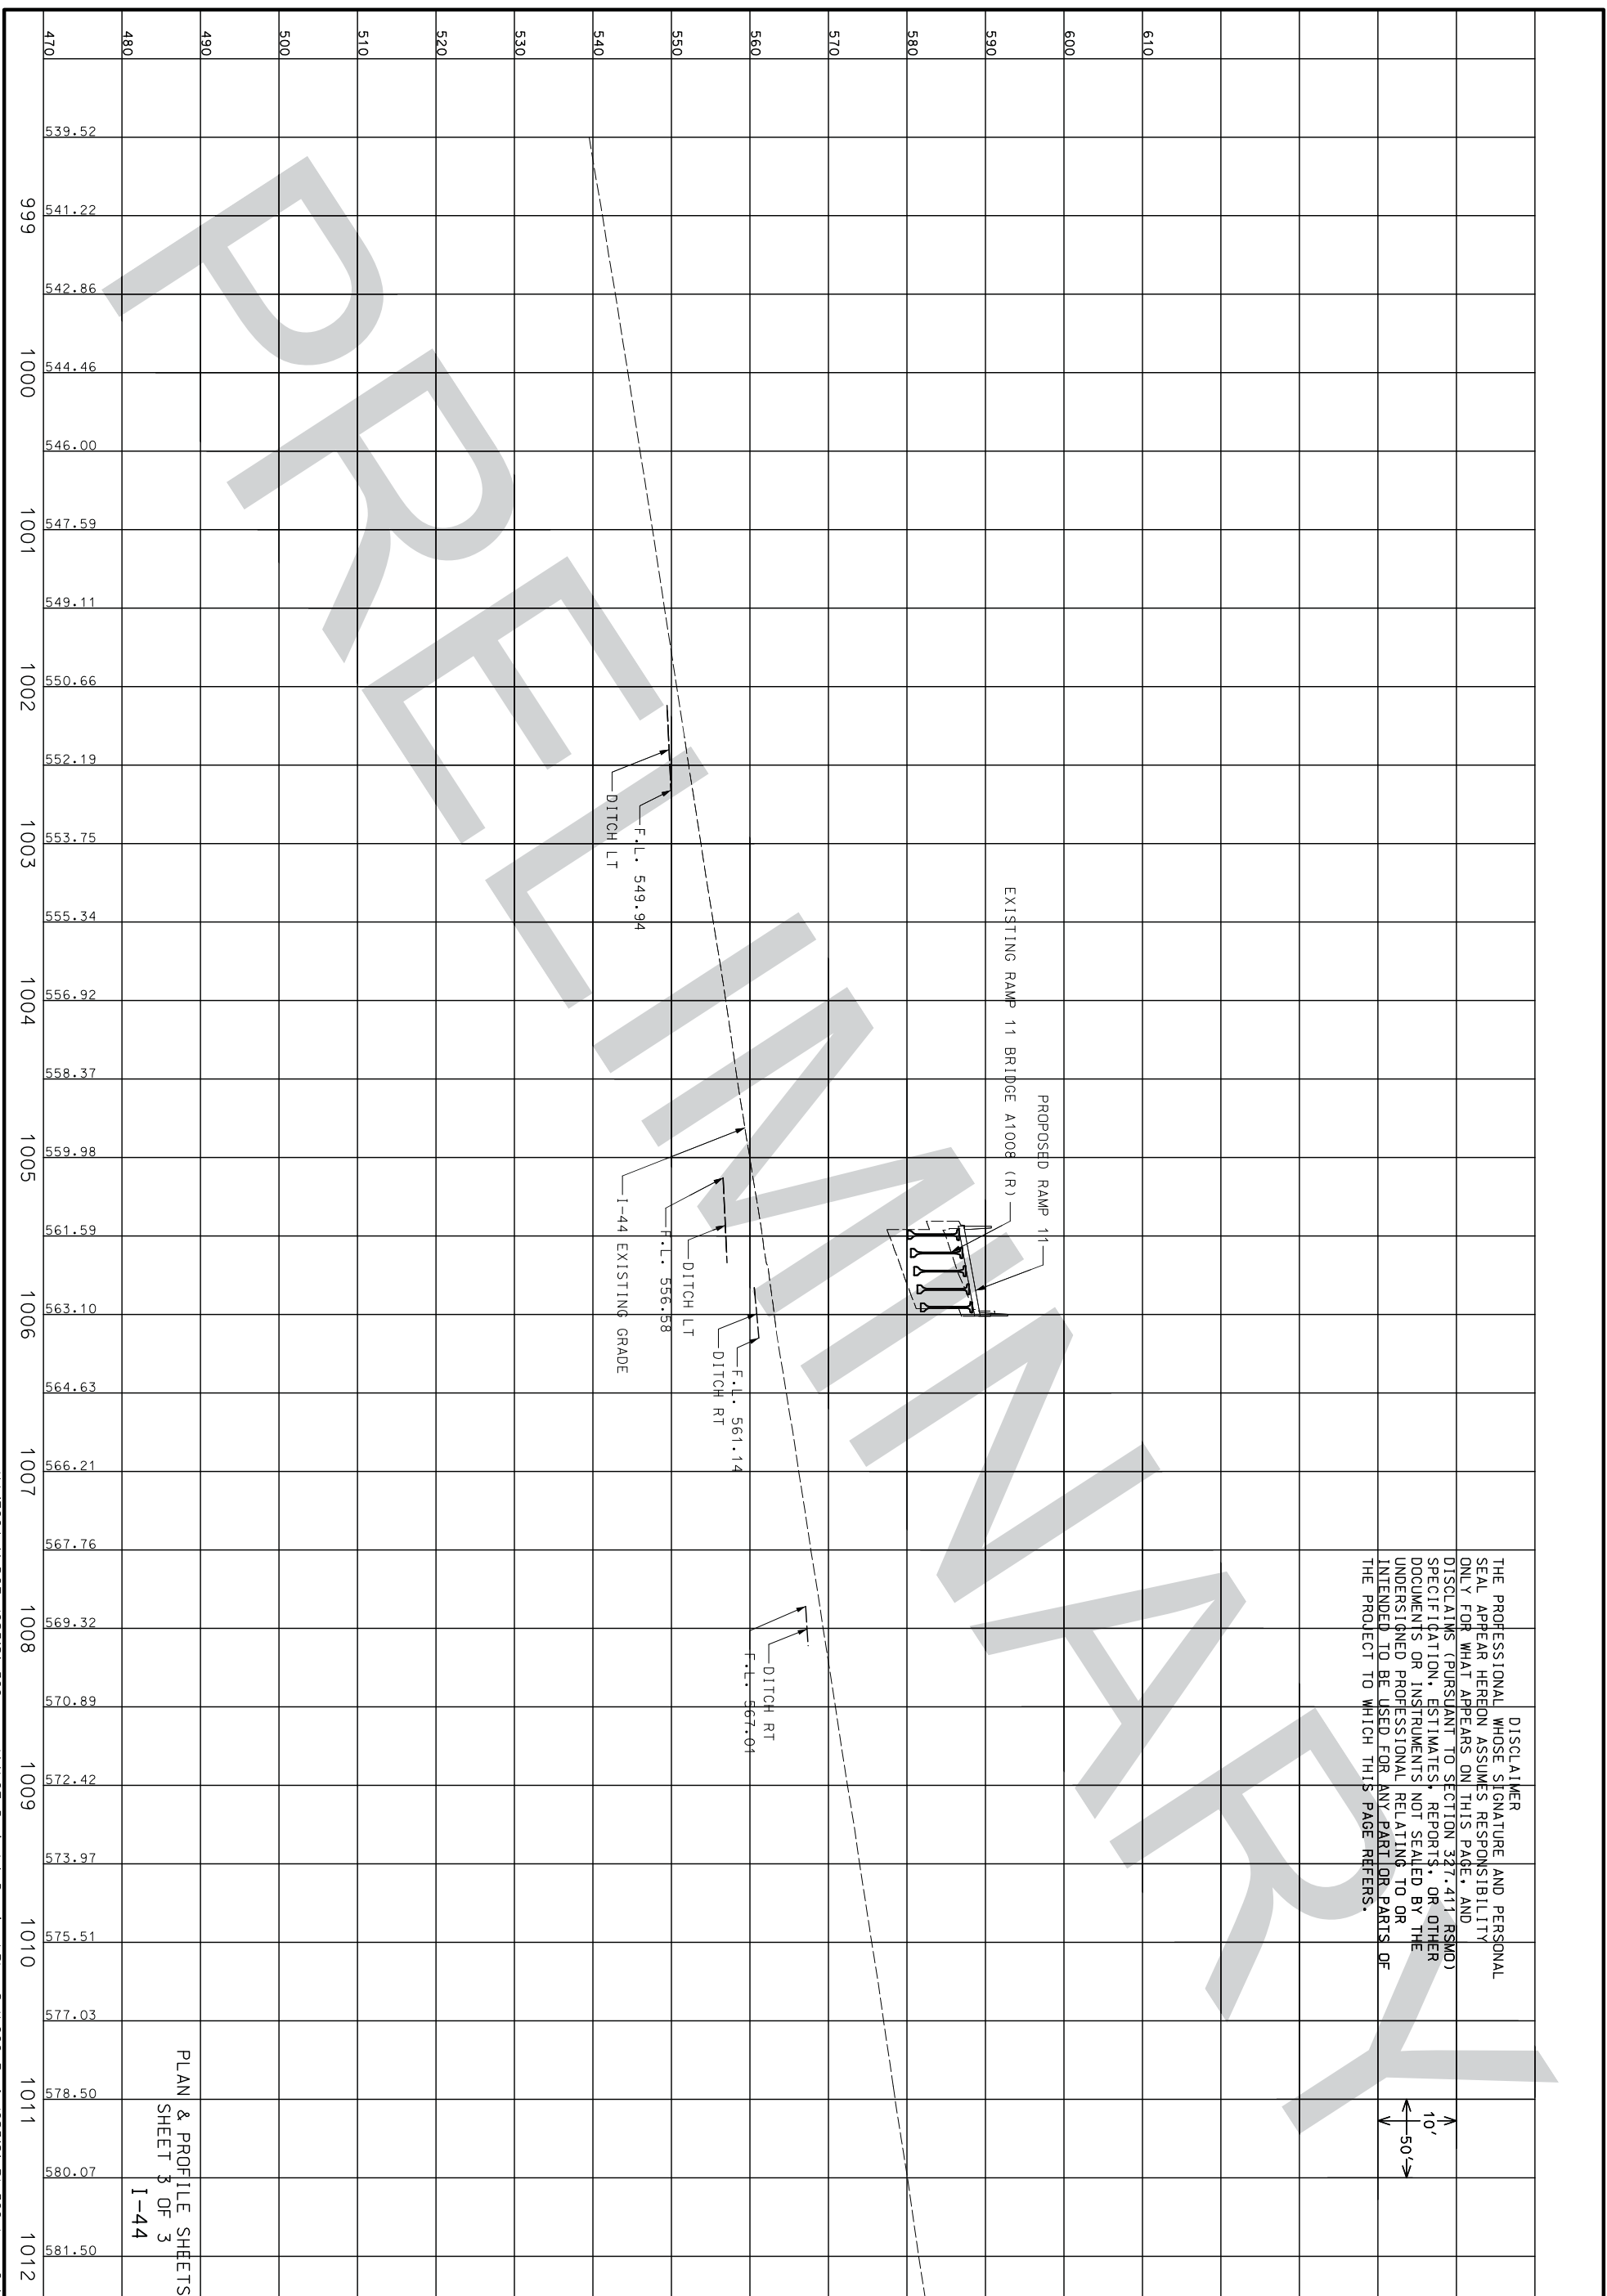 DISCLAIMER
THE PROFESSIONAL WHOSE SIGNATURE AND PERSONAL
SEAL APPEAR HEREON ASSUMES RESPONSIBILITY
ONLY FOR WHAT APPEARS ON THIS PAGE, AND
DISCLAIMS (PURSUANT TO SECTION 327.411 RSMO)
SPECIFICATION, ESTIMATES, REPORTS, OR OTHER
DOCUMENTS OR INSTRUMENTS NOT SEALED BY THE
UNDERSIGNED PROFESSIONAL RELATING TO OR
INTENDED TO BE USED FOR ANY PART OR PARTS OF
THE PROJECT TO WHICH THIS PAGE REFERS.
10'
50'
PRELIMINARY
610
600
590
580
570
560
550
540
530
520
510
500
490
480
470
PROPOSED RAMP 11
EXISTING RAMP 11 BRIDGE A1008 (R)
DITCH RT
F.L. 567.01
F.L. 561.14
DITCH RT
DITCH LT
F.L. 556.58
I-44 EXISTING GRADE
F.L. 549.94
DITCH LT
539.52
541.22
542.86
544.46
546.00
547.59
549.11
550.66
552.19
553.75
555.34
556.92
558.37
559.98
561.59
563.10
564.63
566.21
567.76
569.32
570.89
572.42
573.97
575.51
577.03
578.50
580.07
581.50
999
1000
1001
1002
1003
1004
1005
1006
1007
1008
1009
1010
1011
1012
PLAN & PROFILE SHEETS
SHEET 3 OF 3
I-44